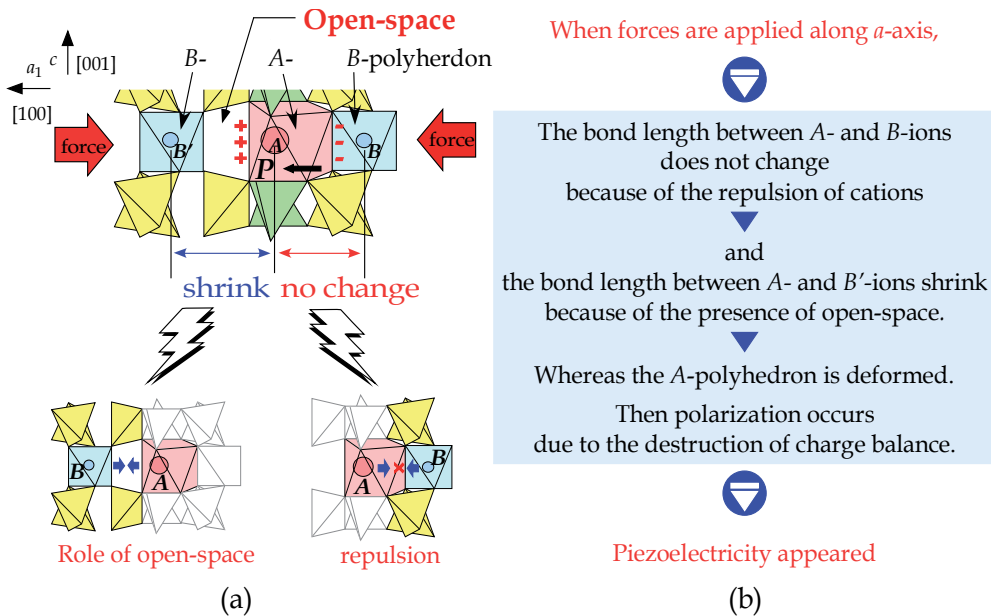 Open-space
c
[001]
a1
[100]
B-
A-
B-polyherdon
force
B'
A
B
force
P
shrink
no change
B
A
A
B
Role of open-space
repulsion
(a)
When forces are applied along a-axis,
The bond length between A- and B-ions
does not change
because of the repulsion of cations
and
the bond length between A- and B'-ions shrink
because of the presence of open-space.
Whereas the A-polyhedron is deformed.
Then polarization occurs
due to the destruction of charge balance.
Piezoelectricity appeared
(b)